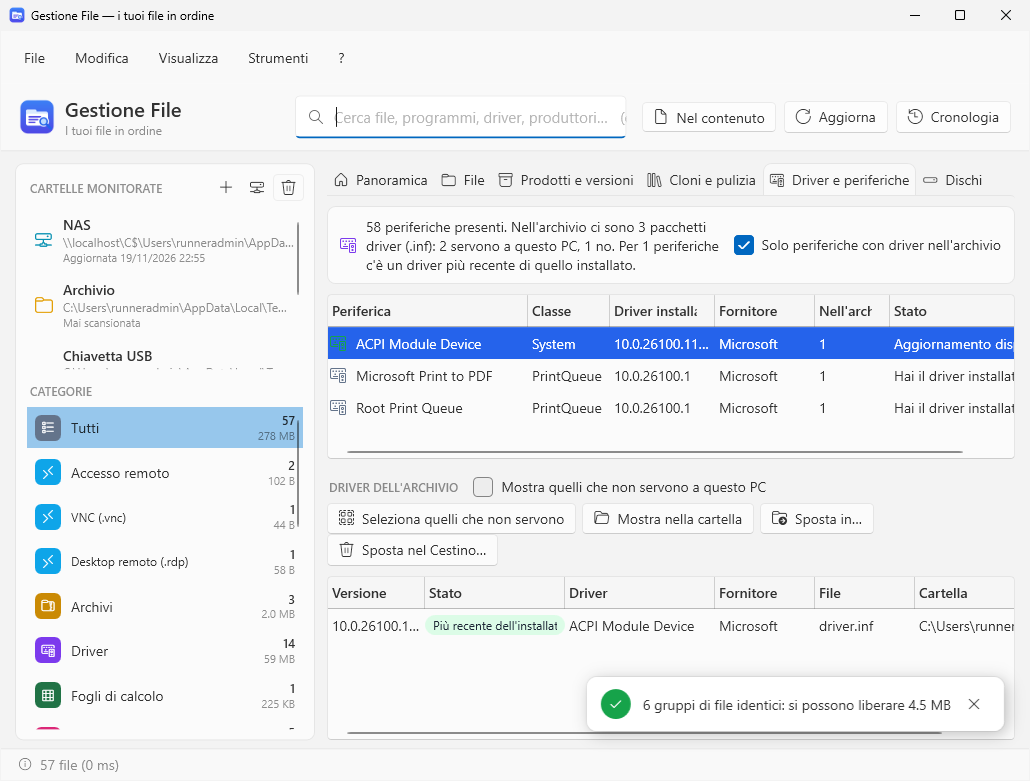 Gestione File — i tuoi file in ordine
File Modifica Visualizza Strumenti ?
Gestione File
I tuoi file in ordine
Cerca file, programmi, driver, produttori...
Nel contenuto
Aggiorna
Cronologia
CARTELLE MONITORATE
NAS
\\localhost\C$\Users\runneradmin\AppDa...
Aggiornata 19/11/2026 22:55
Archivio
C:\Users\runneradmin\AppData\Local\Te...
Mai scansionata
Chiavetta USB
CATEGORIE
Tutti 57
278 MB
Accesso remoto 2
102 B
VNC (.vnc) 1
44 B
Desktop remoto (.rdp) 1
58 B
Archivi 3
2.0 MB
Driver 14
59 MB
Fogli di calcolo 1
225 KB
Panoramica File Prodotti e versioni Cloni e pulizia Driver e periferiche Dischi
58 periferiche presenti. Nell'archivio ci sono 3 pacchetti
driver (.inf): 2 servono a questo PC, 1 no. Per 1 periferiche
c'è un driver più recente di quello installato.
Solo periferiche con driver nell'archivio
Periferica Classe Driver installa Fornitore Nell'arch Stato
ACPI Module Device System 10.0.26100.11... Microsoft 1 Aggiornamento disp
Microsoft Print to PDF PrintQueue 10.0.26100.1 Microsoft 1 Hai il driver installat
Root Print Queue PrintQueue 10.0.26100.1 Microsoft 1 Hai il driver installat
DRIVER DELL'ARCHIVIO Mostra quelli che non servono a questo PC
Seleziona quelli che non servono Mostra nella cartella Sposta in...
Sposta nel Cestino...
Versione Stato Driver Fornitore File Cartella
10.0.26100.1... Più recente dell'installat ACPI Module Device Microsoft driver.inf C:\Users\runner
6 gruppi di file identici: si possono liberare 4.5 MB
57 file (0 ms)